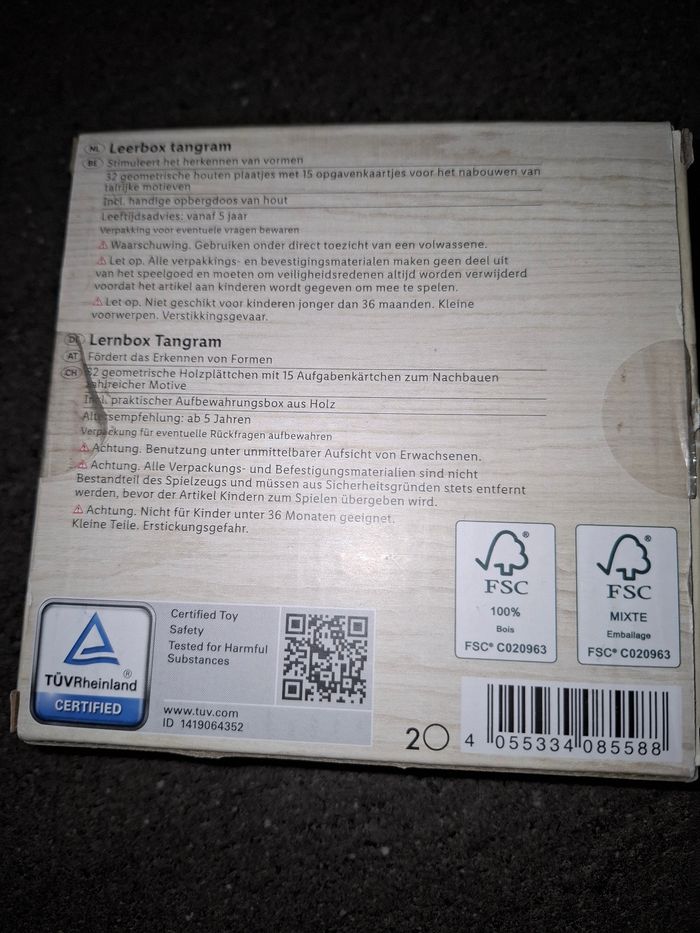 NL Leerbox tangram
BE Stimuleert het herkennen van vormen
32 geometrische houten plaatjes met 15 opgavenkaartjes voor het nabouwen van
talrijke motieven
Incl. handige opbergdoos van hout
Leeftijdsadvies: vanaf 5 jaar
Verpakking voor eventuele vragen bewaren
⚠ Waarschuwing. Gebruiken onder direct toezicht van een volwassene.
⚠ Let op. Alle verpakkings- en bevestigingsmaterialen maken geen deel uit
van het speelgoed en moeten om veiligheidsredenen altijd worden verwijderd
voordat het artikel aan kinderen wordt gegeven om mee te spelen.
⚠ Let op. Niet geschikt voor kinderen jonger dan 36 maanden. Kleine
voorwerpen. Verstikkingsgevaar.
DE Lernbox Tangram
AT Fördert das Erkennen von Formen
CH 32 geometrische Holzplättchen mit 15 Aufgabenkärtchen zum Nachbauen
zahlreicher Motive
Inkl. praktischer Aufbewahrungsbox aus Holz
Altersempfehlung: ab 5 Jahren
Verpackung für eventuelle Rückfragen aufbewahren
⚠ Achtung. Benutzung unter unmittelbarer Aufsicht von Erwachsenen.
⚠ Achtung. Alle Verpackungs- und Befestigungsmaterialien sind nicht
Bestandteil des Spielzeugs und müssen aus Sicherheitsgründen stets entfernt
werden, bevor der Artikel Kindern zum Spielen übergeben wird.
⚠ Achtung. Nicht für Kinder unter 36 Monaten geeignet.
Kleine Teile. Erstickungsgefahr.
FSC®
100%
Bois
FSC® C020963
FSC®
MIXTE
Emballage
FSC® C020963
TÜVRheinland®
CERTIFIED
Certified Toy
Safety
Tested for Harmful
Substances
www.tuv.com
ID 1419064352
2
4 055334 085588